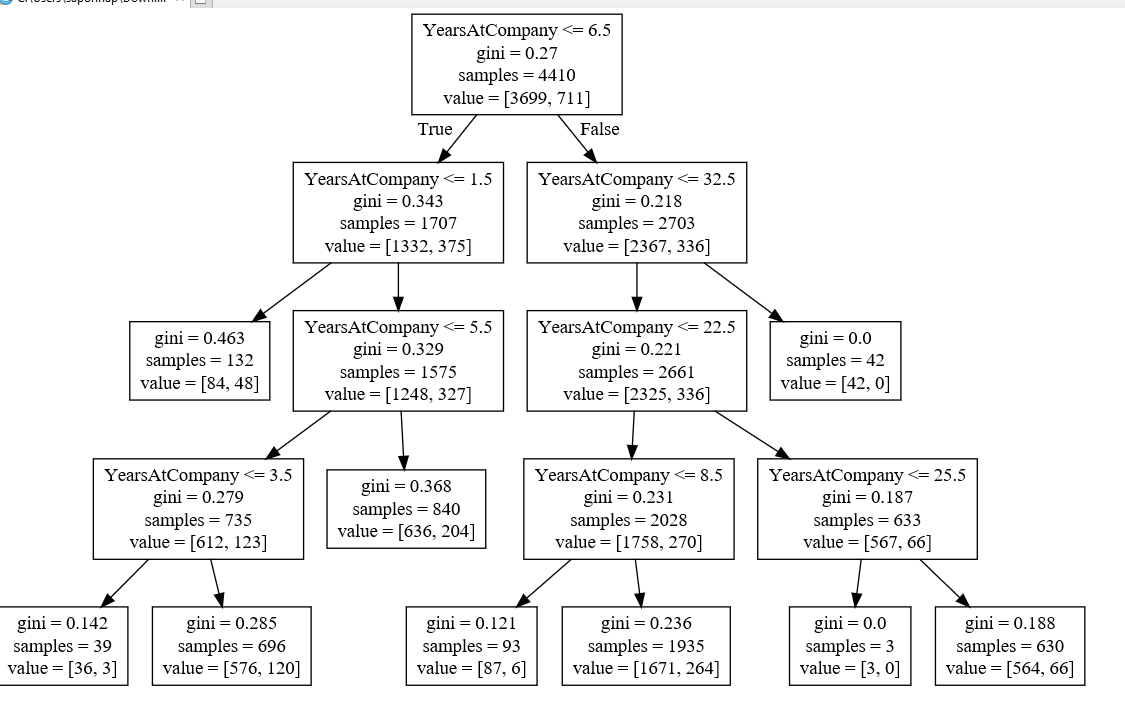 YearsAtCompany <= 6.5
gini = 0.27
samples = 4410
value = [3699, 711]
True
False
YearsAtCompany <= 1.5
gini = 0.343
samples = 1707
value = [1332, 375]
YearsAtCompany <= 32.5
gini = 0.218
samples = 2703
value = [2367, 336]
gini = 0.463
samples = 132
value = [84, 48]
YearsAtCompany <= 5.5
gini = 0.329
samples = 1575
value = [1248, 327]
YearsAtCompany <= 22.5
gini = 0.221
samples = 2661
value = [2325, 336]
gini = 0.0
samples = 42
value = [42, 0]
YearsAtCompany <= 3.5
gini = 0.279
samples = 735
value = [612, 123]
gini = 0.368
samples = 840
value = [636, 204]
YearsAtCompany <= 8.5
gini = 0.231
samples = 2028
value = [1758, 270]
YearsAtCompany <= 25.5
gini = 0.187
samples = 633
value = [567, 66]
gini = 0.142
samples = 39
value = [36, 3]
gini = 0.285
samples = 696
value = [576, 120]
gini = 0.121
samples = 93
value = [87, 6]
gini = 0.236
samples = 1935
value = [1671, 264]
gini = 0.0
samples = 3
value = [3, 0]
gini = 0.188
samples = 630
value = [564, 66]